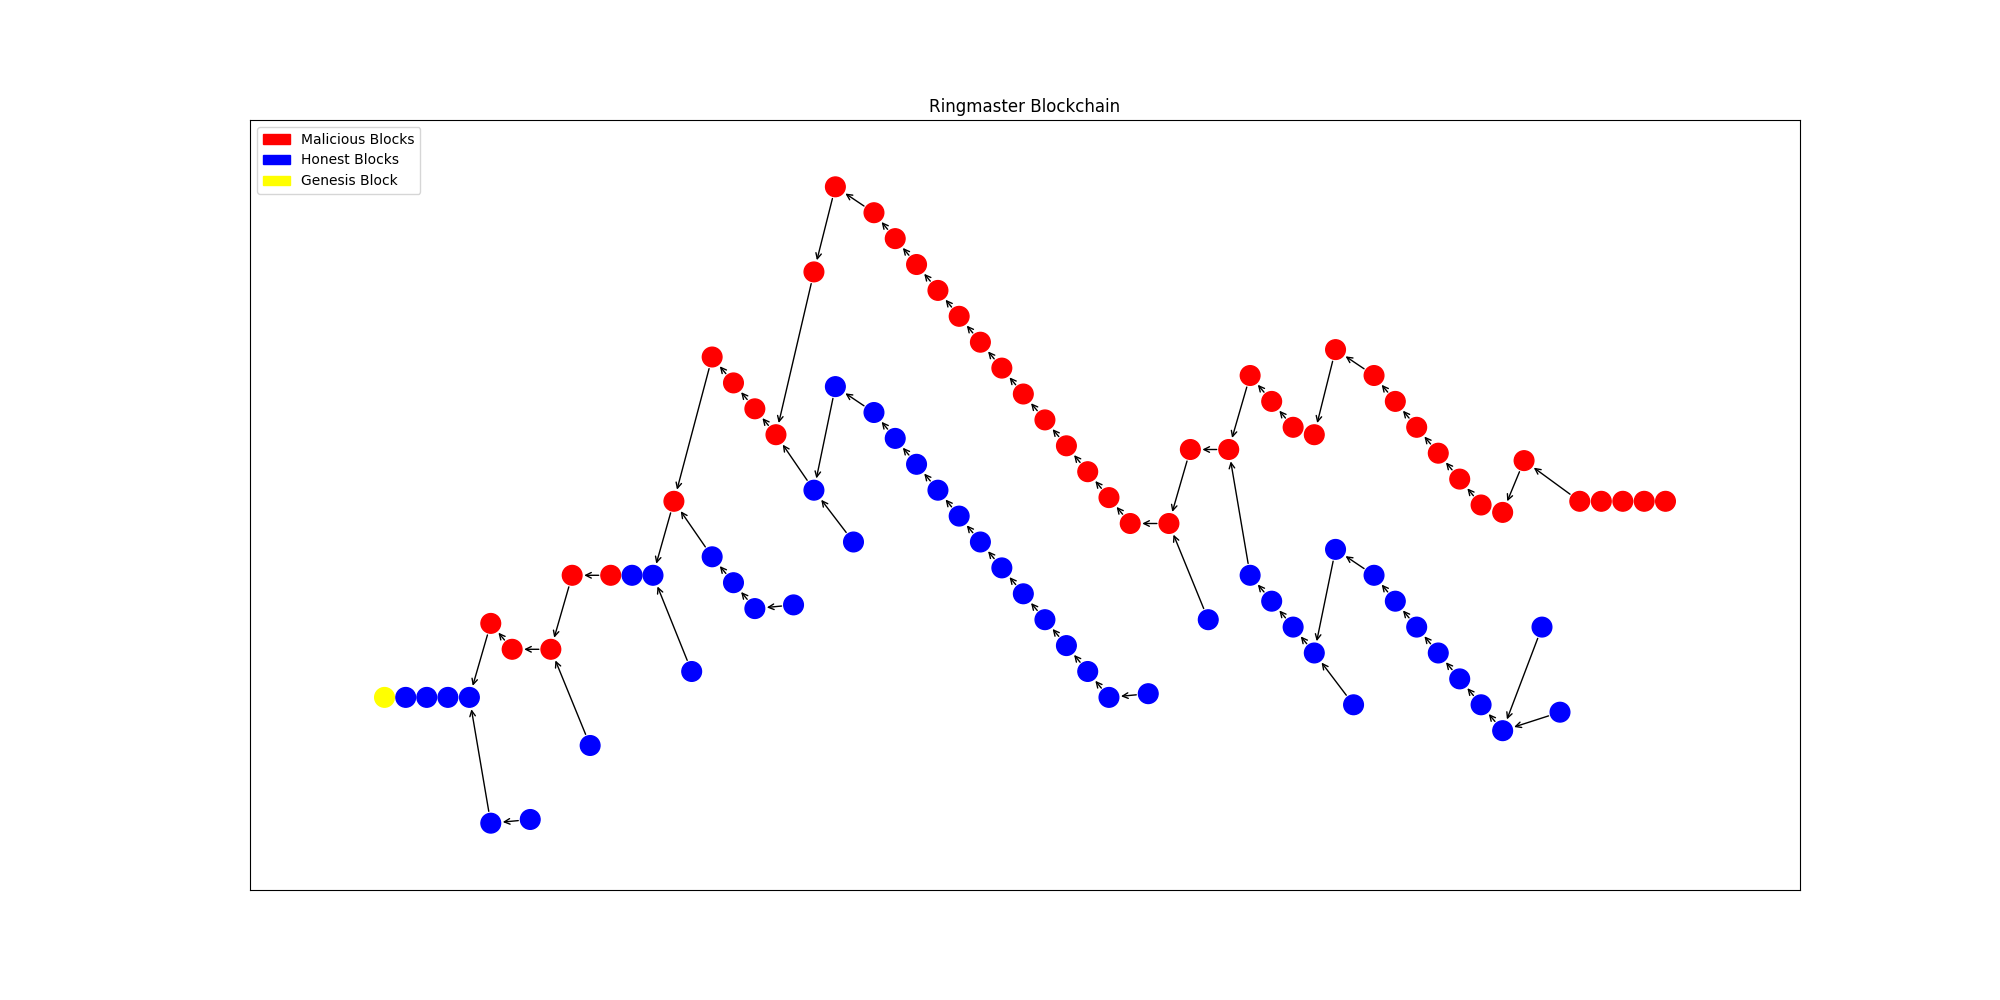 Ringmaster Blockchain
Malicious Blocks
Honest Blocks
Genesis Block